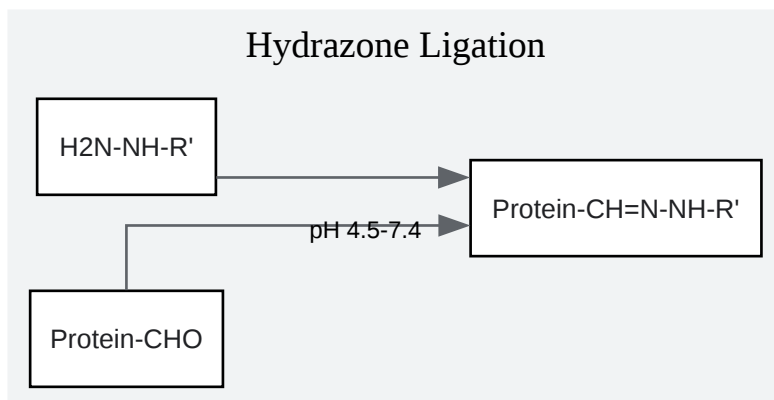 Hydrazone Ligation
H2N-NH-R'
Protein-CH=N-NH-R'
pH 4.5-7.4
Protein-CHO